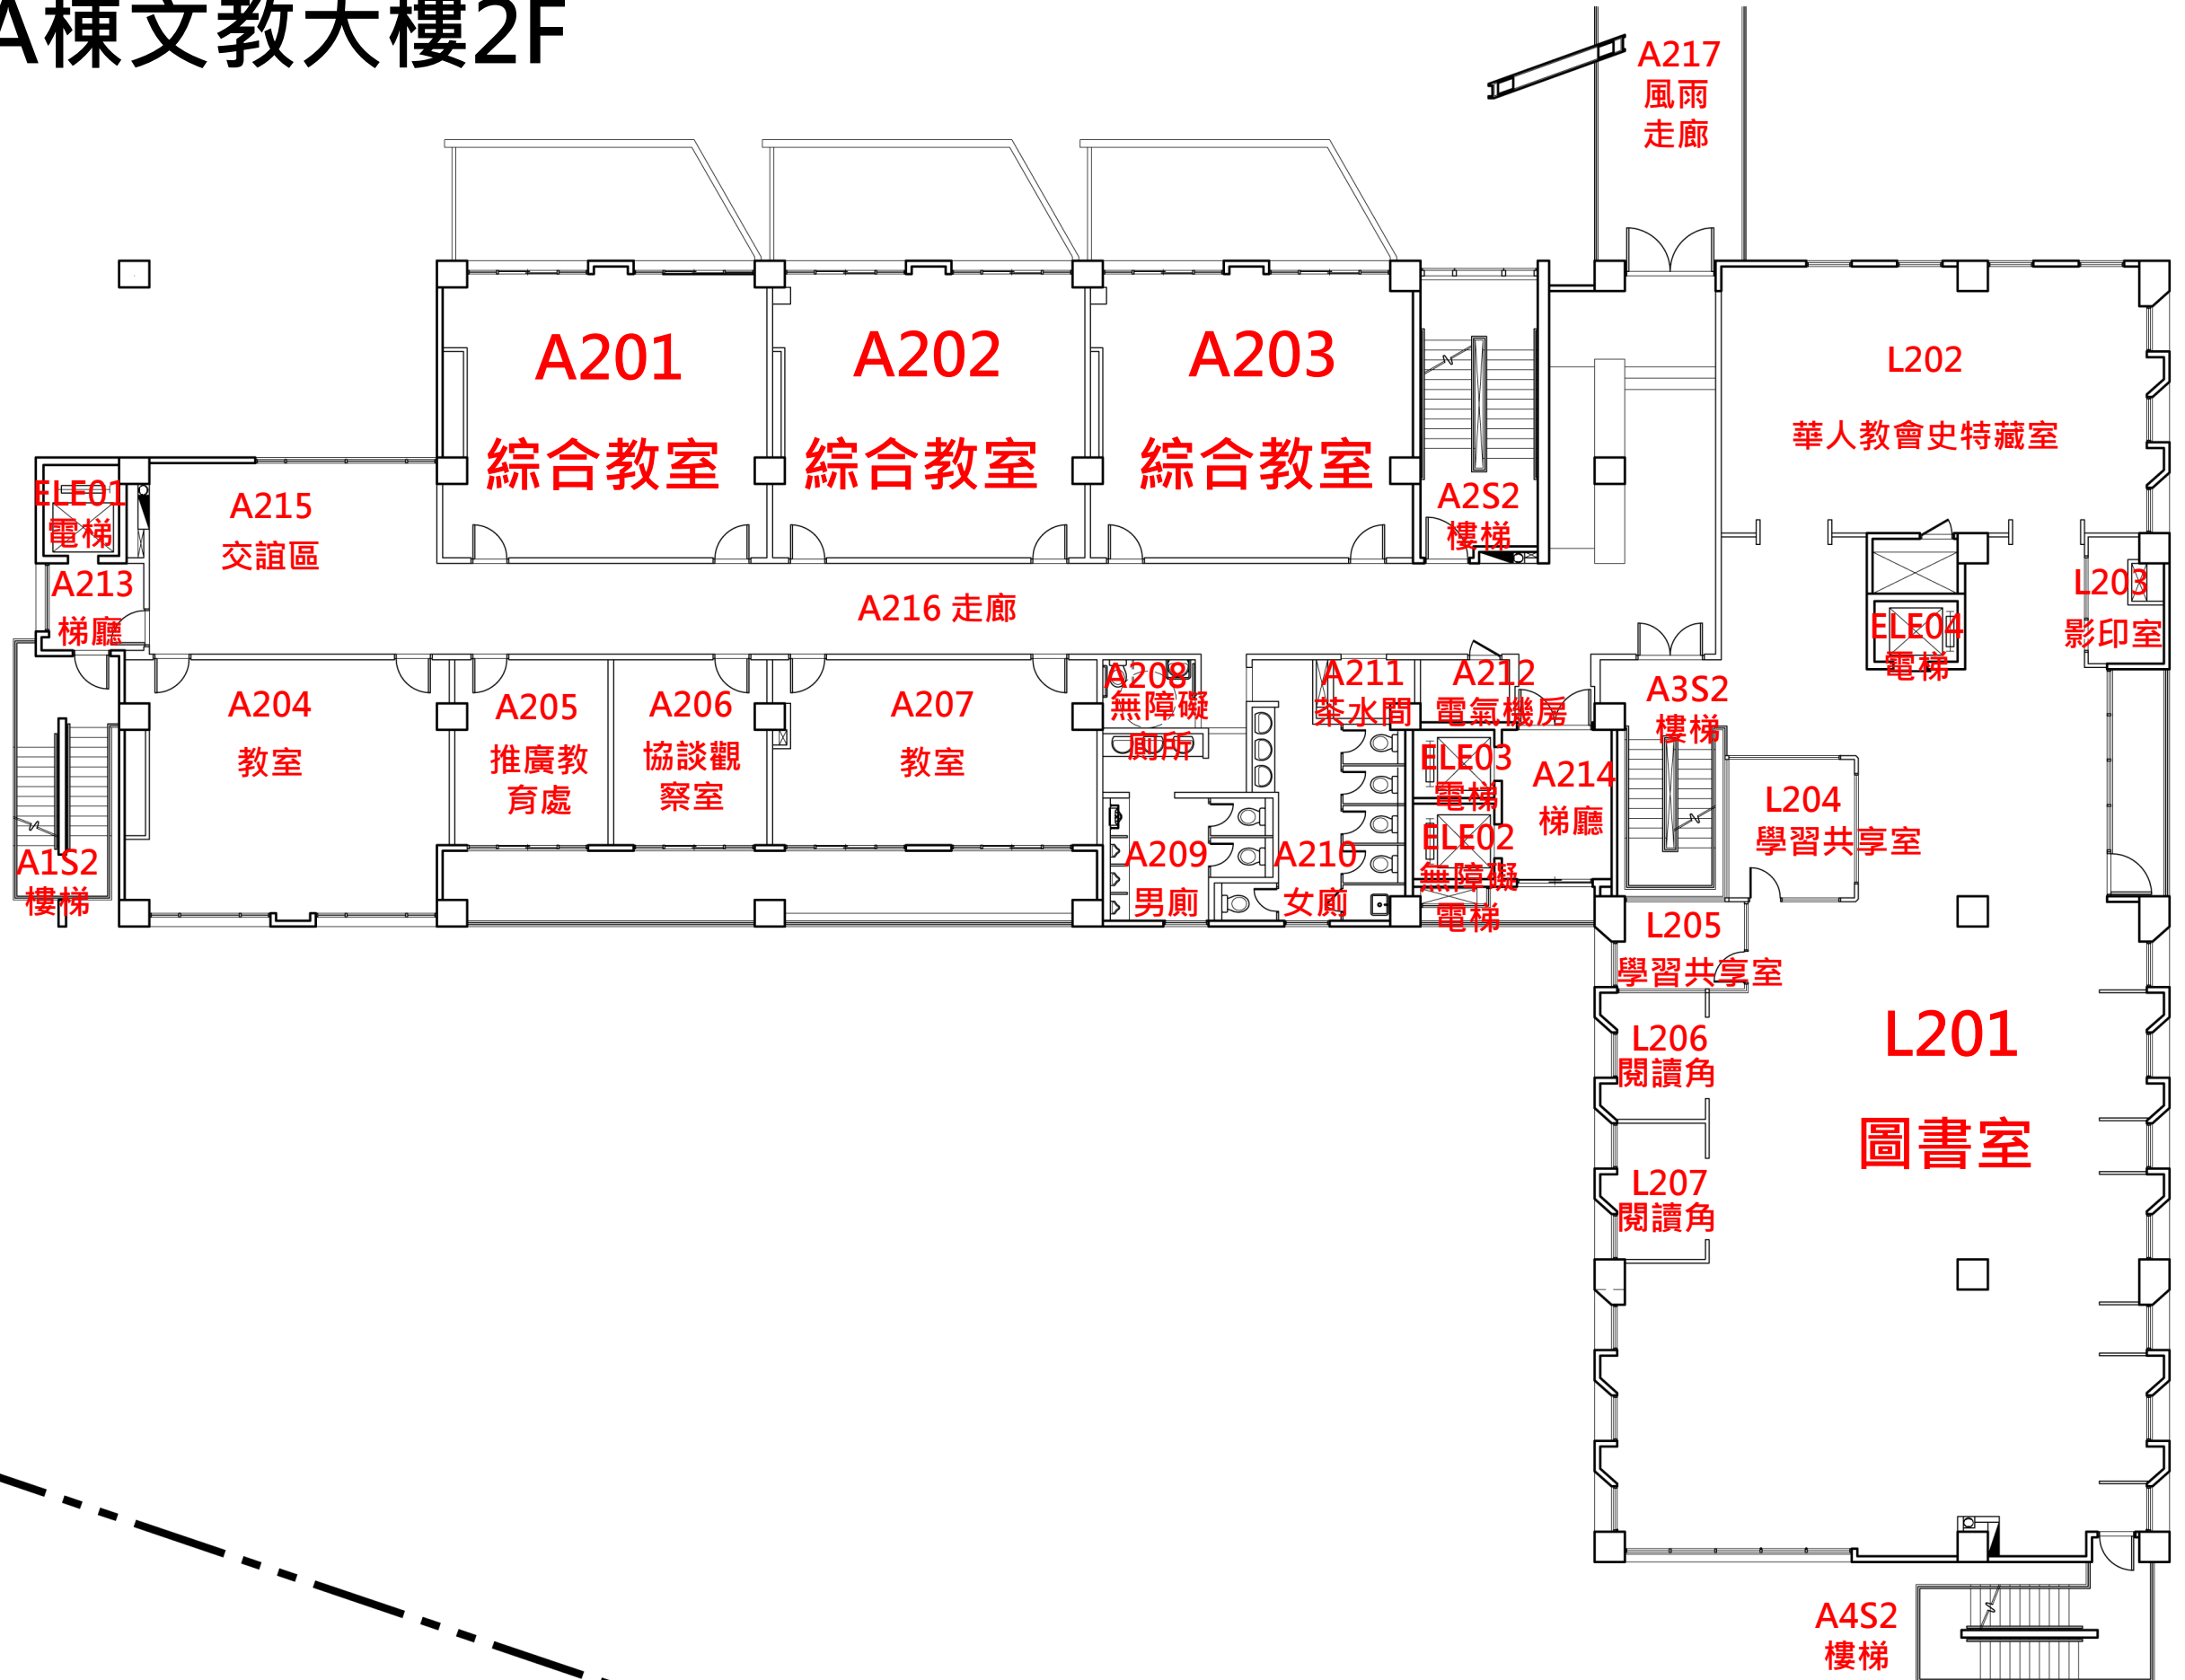 A棟文教大樓2F
A217
風雨
走廊
A201
綜合教室
A202
綜合教室
A203
綜合教室
A2S2
樓梯
L202
華人教會史特藏室
ELE01
電梯
A215
交誼區
A213
梯廳
A216 走廊
L203
影印室
ELE04
電梯
A204
教室
A205
推廣教
育處
A206
協談觀
察室
A207
教室
A208
無障礙
廁所
A211
茶水間
A212
電氣機房
A3S2
樓梯
ELE03
電梯
A214
梯廳
L204
學習共享室
A1S2
樓梯
A209
男廁
A210
女廁
ELE02
無障礙
電梯
L205
學習共享室
L206
閱讀角
L201
圖書室
L207
閱讀角
A4S2
樓梯